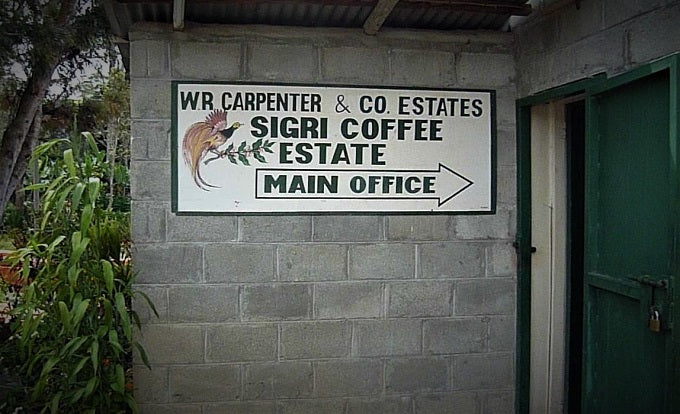 W.R. CARPENTER & CO. ESTATES
SIGRI COFFEE
ESTATE
MAIN OFFICE